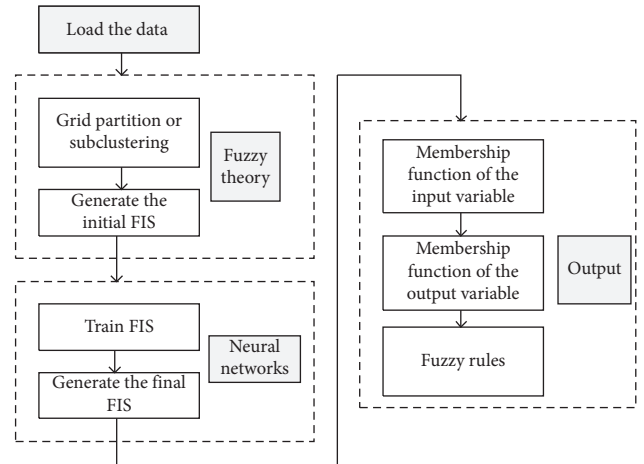 Load the data
Grid partition or
subclustering
Fuzzy
theory
Generate the
initial FIS
Train FIS
Neural
networks
Generate the final
FIS
Membership
function of the
input variable
Membership
function of the
output variable
Output
Fuzzy rules